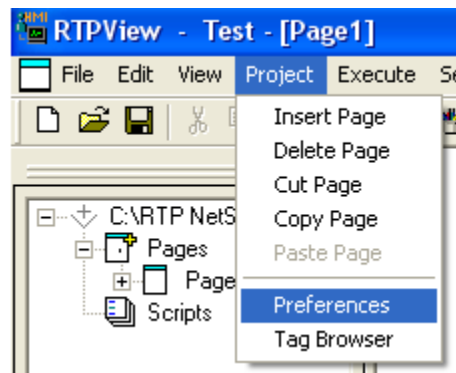 HMI
RTPView - Test - [Page1]
File Edit View Project Execute
Insert Page
Delete Page
Cut Page
Copy Page
Paste Page
Preferences
Tag Browser
C:\RTP NetS
Pages
Page
Scripts